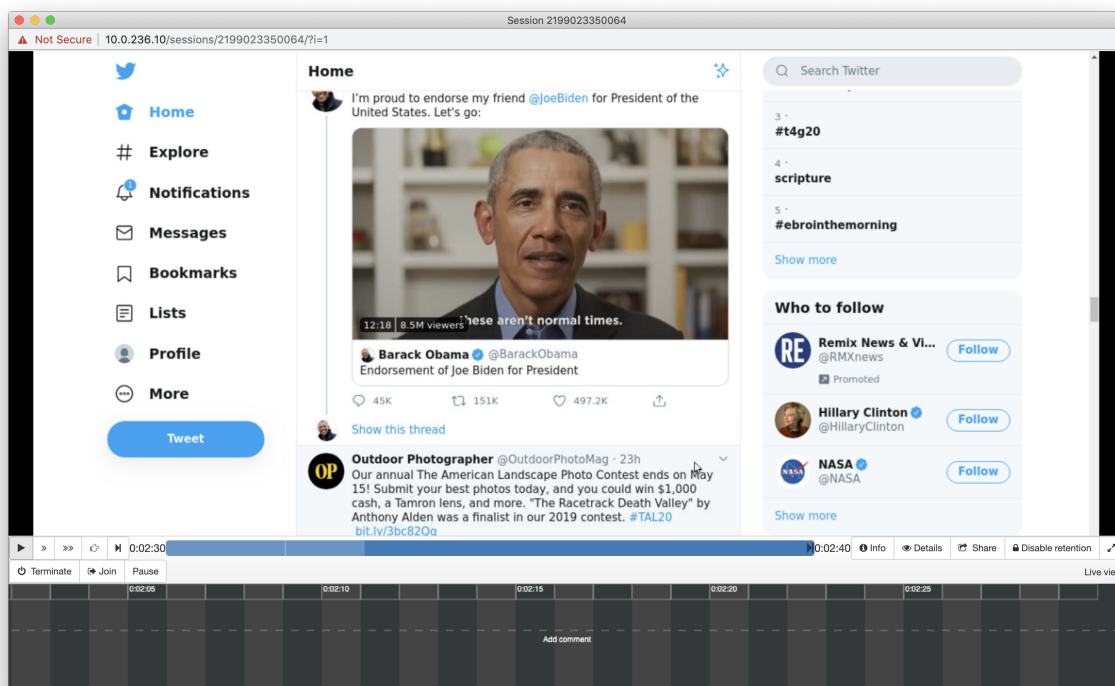 Session 2199023350064
Not Secure | 10.0.236.10/sessions/2199023350064/?i=1
Home
Explore
1
Notifications
Messages
Bookmarks
Lists
Profile
More
Tweet
Home
I'm proud to endorse my friend @JoeBiden for President of the
United States. Let's go:
these aren't normal times.
12:18 8.5M viewers
Barack Obama @BarackObama
Endorsement of Joe Biden for President
45K 151K 497.2K
Show this thread
OP
Outdoor Photographer @OutdoorPhotoMag · 23h
Our annual The American Landscape Photo Contest ends on May
15! Submit your best photos today, and you could win $1,000
cash, a Tamron lens, and more. "The Racetrack Death Valley" by
Anthony Alden was a finalist in our 2019 contest. #TAL20
bit.ly/3bc82Qq
Search Twitter
3 ·
#t4g20
4 ·
scripture
5 ·
#ebrointhemorning
Show more
Who to follow
RE
Remix News & Vi... Follow
@RMXnews
Promoted
Hillary Clinton Follow
@HillaryClinton
NASA
NASA Follow
@NASA
Show more
0:02:30 0:02:40 Info Details Share Disable retention
Terminate Join Pause Live vie
0:02:05 0:02:10 0:02:15 0:02:20 0:02:25
Add comment